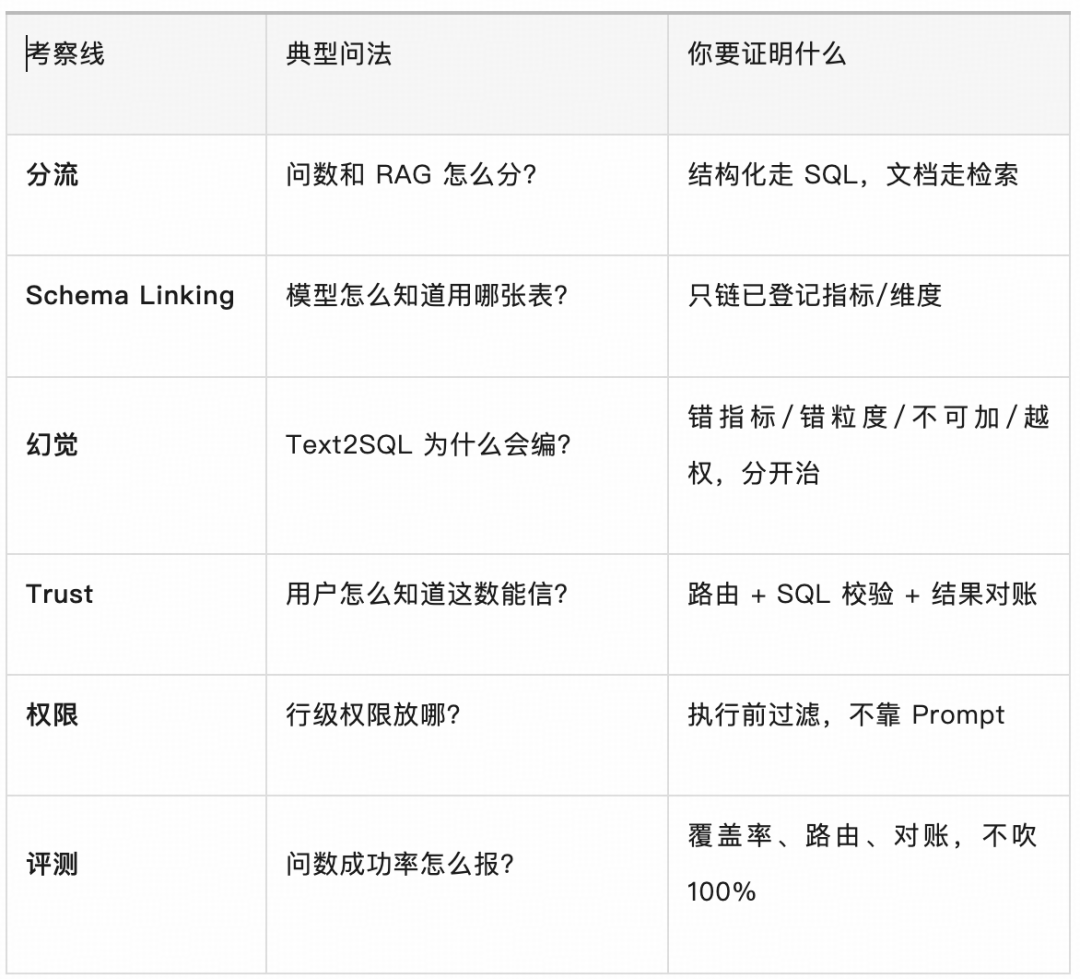 考察线
典型问法
你要证明什么
分流
问数和 RAG 怎么分？
结构化走 SQL，文档走检索
Schema Linking
模型怎么知道用哪张表？
只链已登记指标/维度
幻觉
Text2SQL 为什么会编？
错指标/错粒度/不可加/越
权，分开治
Trust
用户怎么知道这数能信？
路由 + SQL 校验 + 结果对账
权限
行级权限放哪？
执行前过滤，不靠 Prompt
评测
问数成功率怎么报？
覆盖率、路由、对账，不吹
100%